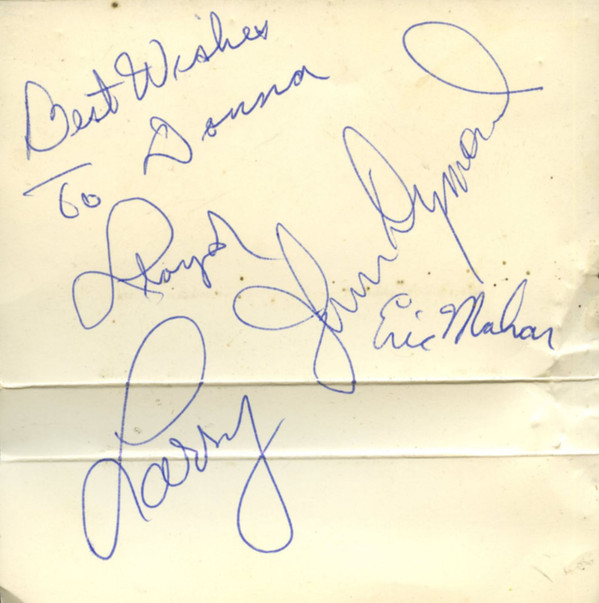 Best Wishes
To Donna
Lloyd
Jim Dymond
Eric Mahar
Larry